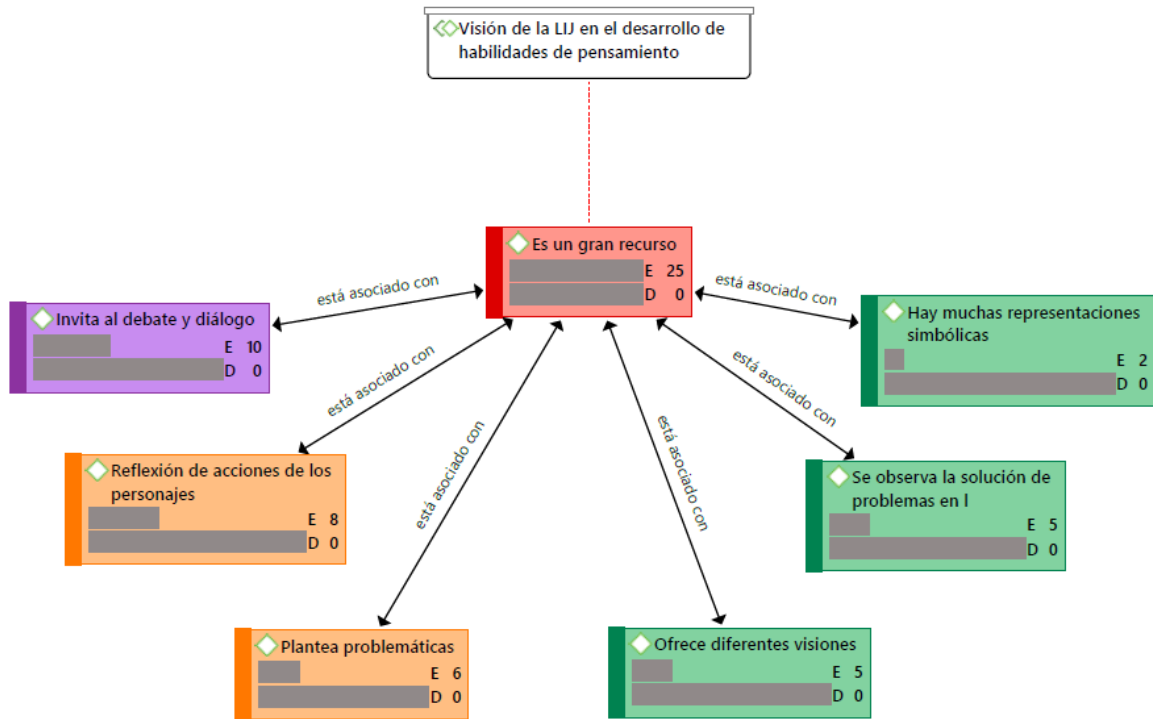 Visión de la LIJ en el desarrollo de
habilidades de pensamiento
Es un gran recurso
E 25
D 0
está asociado con
está asociado con
está asociado con
está asociado con
está asociado con
está asociado con
Invita al debate y diálogo
E 10
D 0
Hay muchas representaciones
simbólicas
E 2
D 0
Reflexión de acciones de los
personajes
E 8
D 0
Se observa la solución de
problemas en l
E 5
D 0
Plantea problemáticas
E 6
D 0
Ofrece diferentes visiones
E 5
D 0